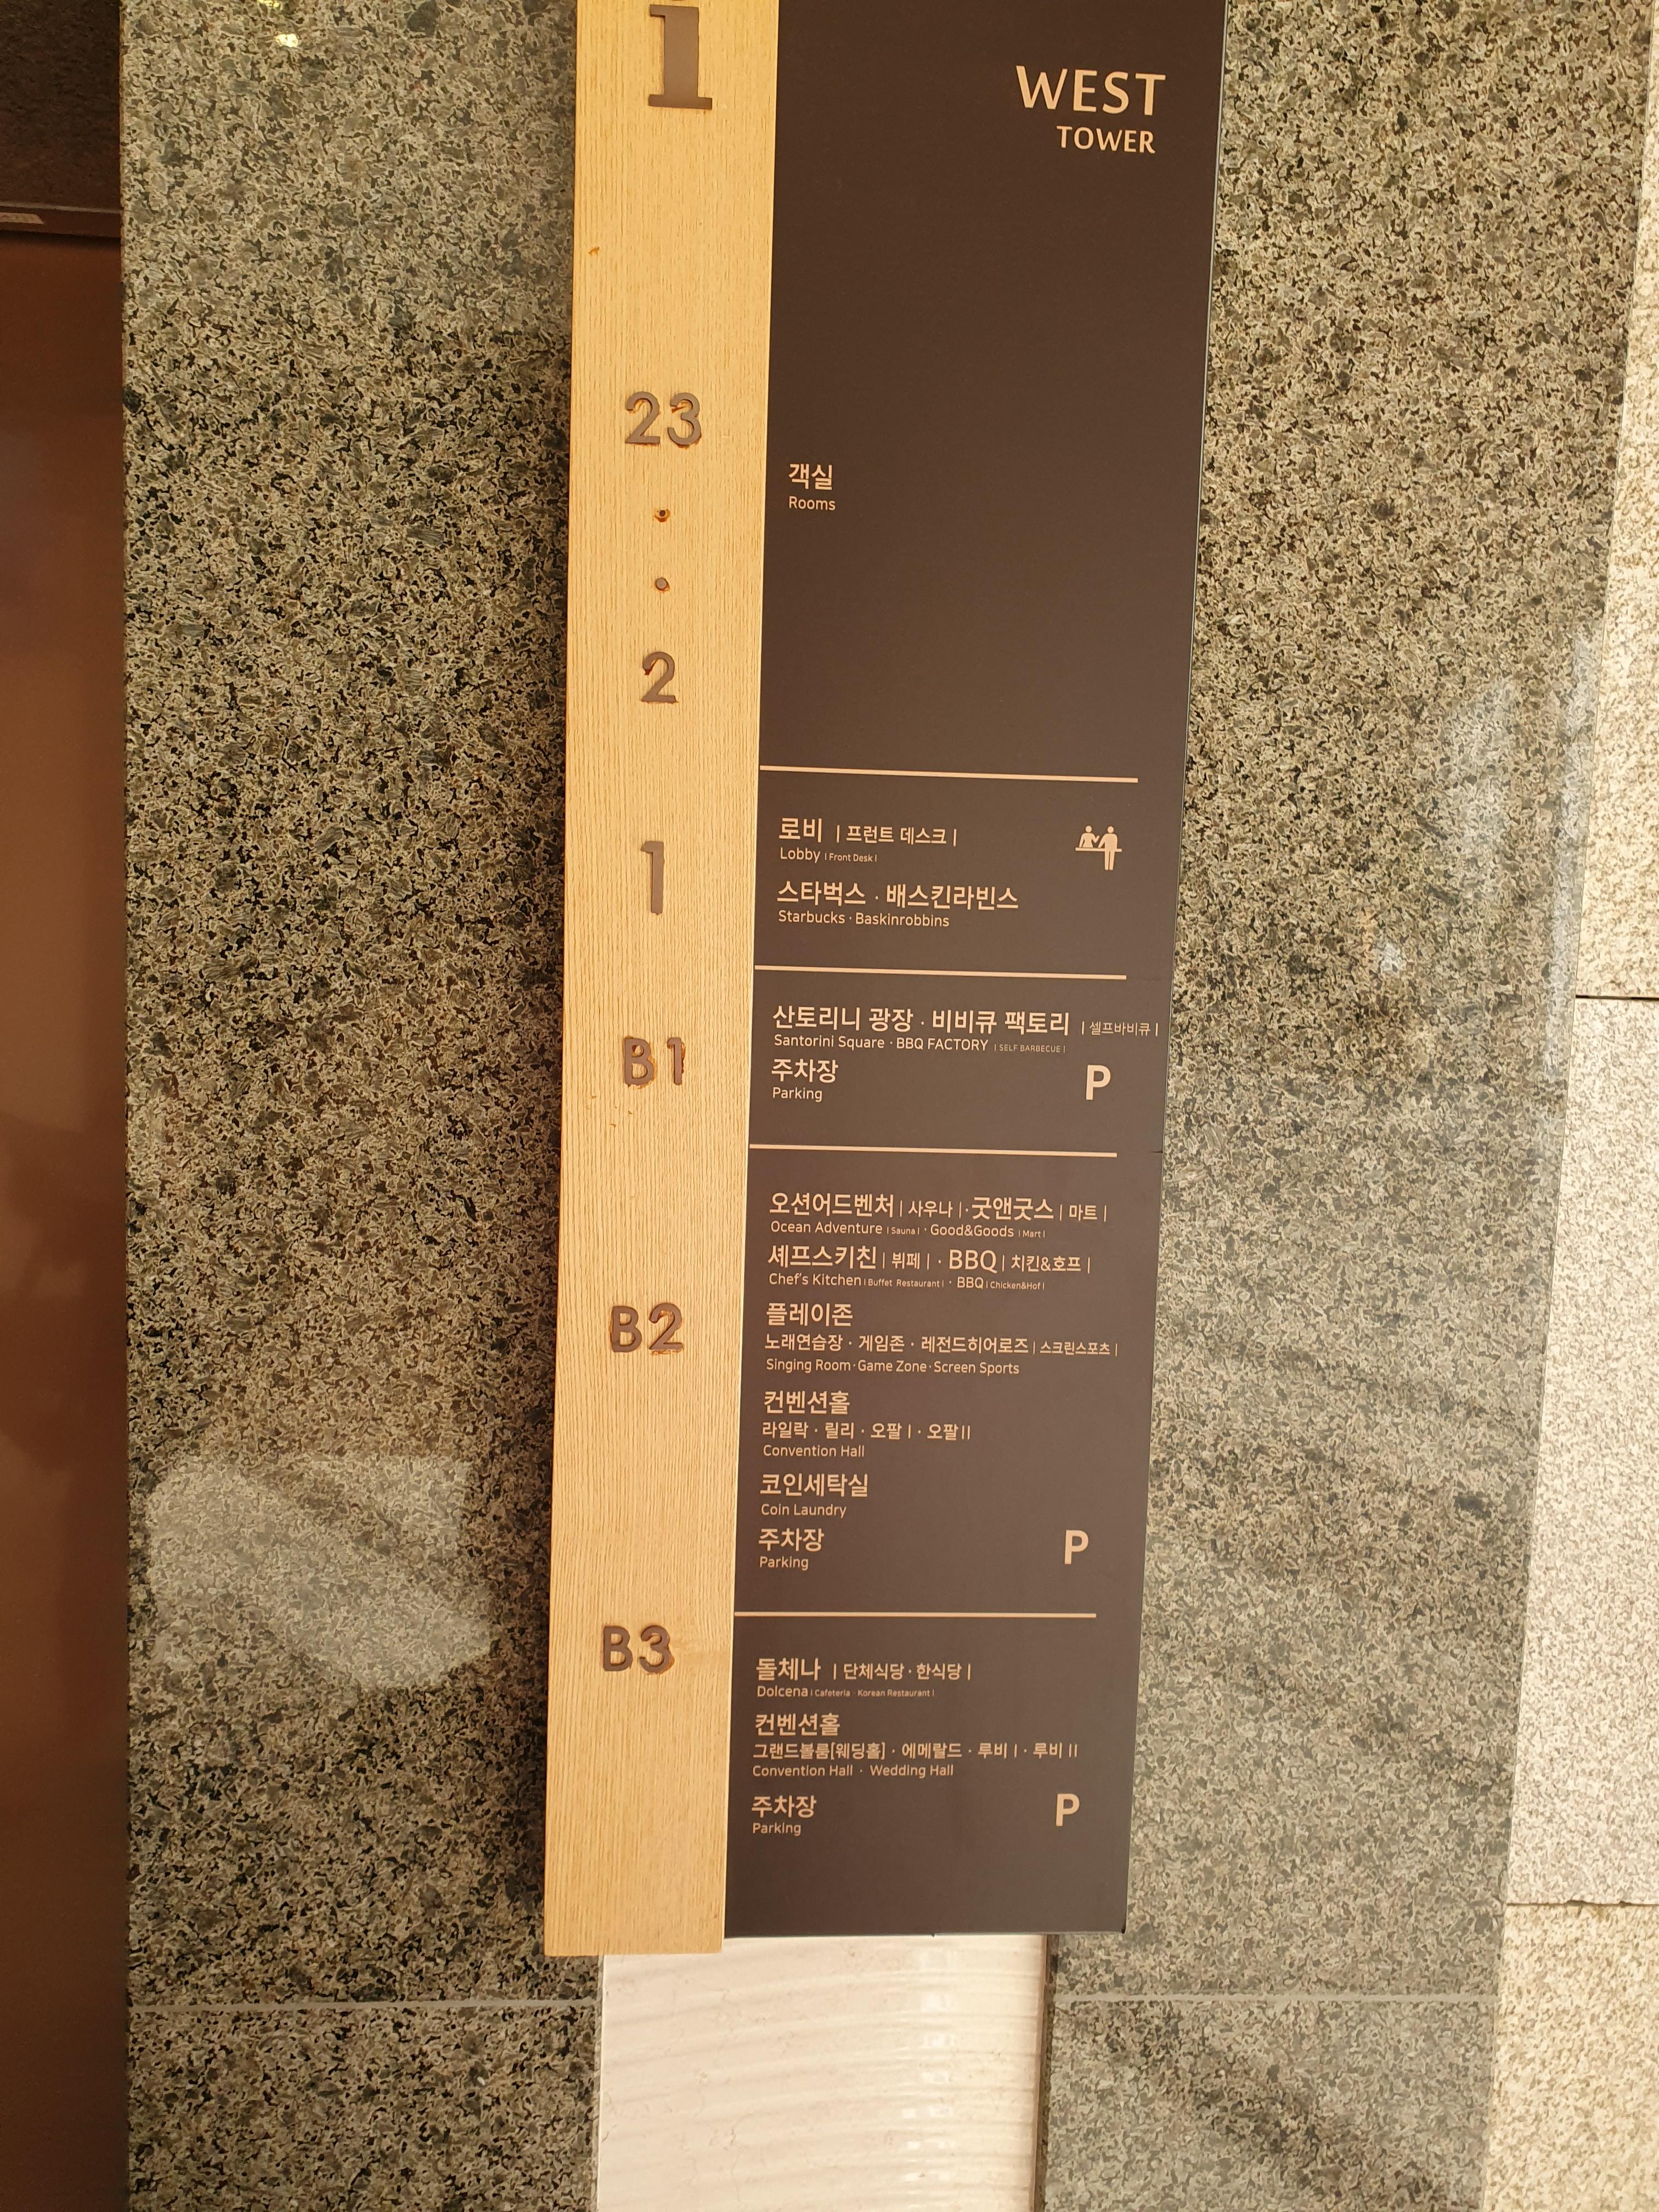 i
WEST
TOWER
23
객실
Rooms
2
1
로비 | 프런트 데스크 |
Lobby | Front Desk |
스타벅스 · 배스킨라빈스
Starbucks · Baskinrobbins
B1
산토리니 광장 · 비비큐 팩토리 | 셀프바비큐 |
Santorini Square · BBQ FACTORY | SELF BARBECUE |
주차장
Parking
P
B2
오션어드벤처 | 사우나 | · 굿앤굿스 | 마트 |
Ocean Adventure | Sauna | · Good&Goods | Mart |
셰프스키친 | 뷔페 | · BBQ | 치킨&호프 |
Chef's Kitchen | Buffet Restaurant | · BBQ | Chicken&Hof |
플레이존
노래연습장 · 게임존 · 레전드히어로즈 | 스크린스포츠 |
Singing Room · Game Zone · Screen Sports
컨벤션홀
라일락 · 릴리 · 오팔 I · 오팔 II
Convention Hall
코인세탁실
Coin Laundry
주차장
Parking
P
B3
돌체나 | 단체식당 · 한식당 |
Dolcena | Cafeteria · Korean Restaurant |
컨벤션홀
그랜드볼룸[웨딩홀] · 에메랄드 · 루비 I · 루비 II
Convention Hall · Wedding Hall
주차장
Parking
P